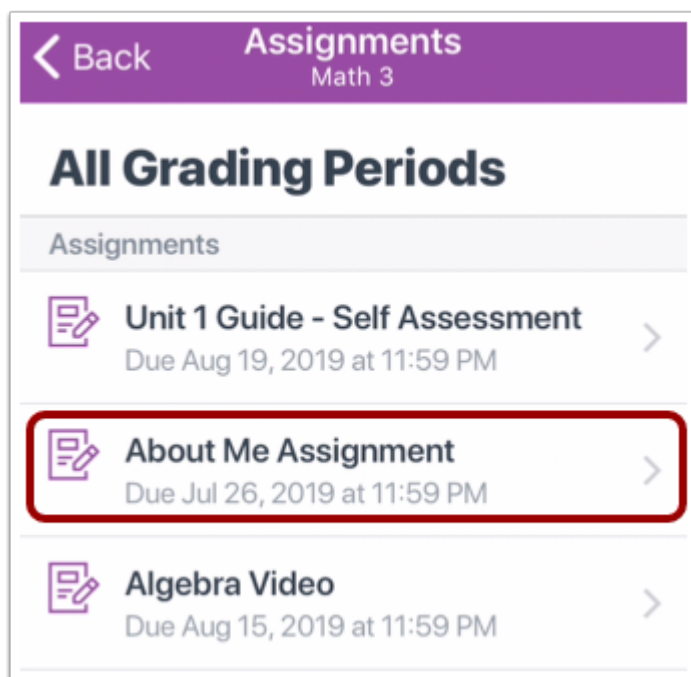 Back
Assignments
Math 3
All Grading Periods
Assignments
Unit 1 Guide - Self Assessment
Due Aug 19, 2019 at 11:59 PM
About Me Assignment
Due Jul 26, 2019 at 11:59 PM
Algebra Video
Due Aug 15, 2019 at 11:59 PM